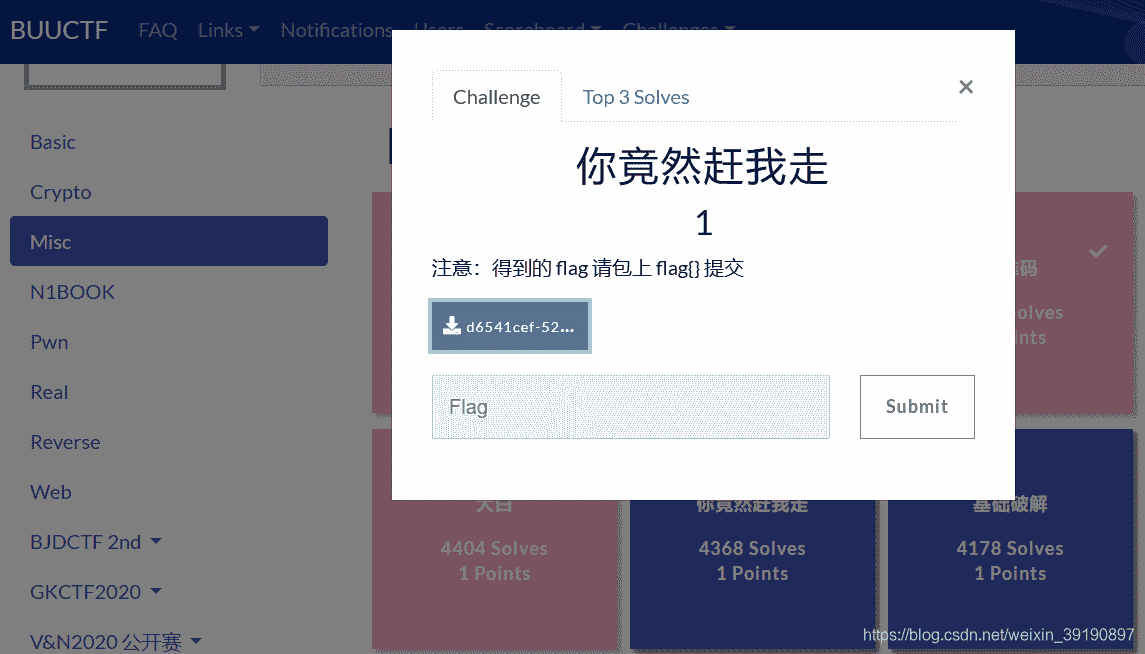 BUUCTF FAQ Links Notifications Users Scoreboard Challenges
Challenge Top 3 Solves ×
你竟然赶我走
1
注意：得到的 flag 请包上 flag{} 提交
d6541cef-52...
Flag
Submit
Basic
Crypto
Misc
N1BOOK
Pwn
Real
Reverse
Web
BJDCTF 2nd
GKCTF2020
V&N2020 公开赛
码
olves
ints
大白
4404 Solves
1 Points
你竟然赶我走
4368 Solves
1 Points
基础破解
4178 Solves
1 Points
https://blog.csdn.net/weixin_39190897